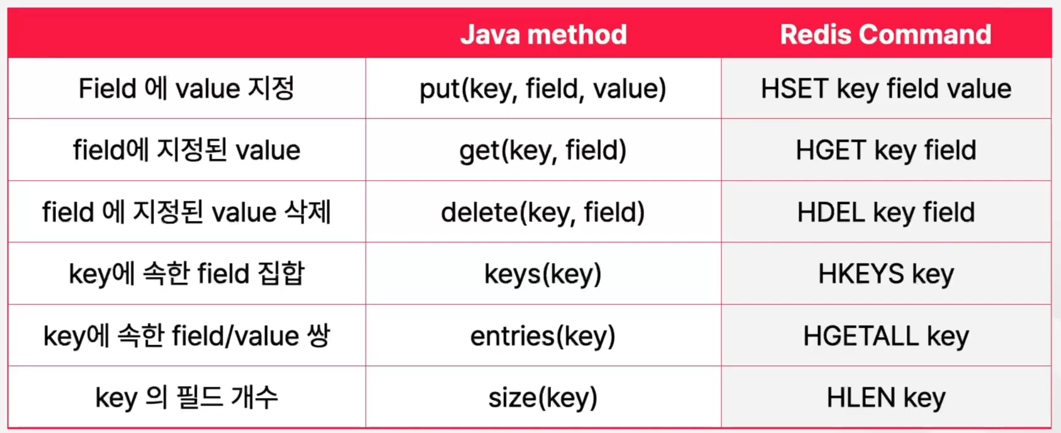 Java method Redis Command
Field 에 value 지정 put(key, field, value) HSET key field value
field에 지정된 value get(key, field) HGET key field
field 에 지정된 value 삭제 delete(key, field) HDEL key field
key에 속한 field 집합 keys(key) HKEYS key
key에 속한 field/value 쌍 entries(key) HGETALL key
key 의 필드 개수 size(key) HLEN key